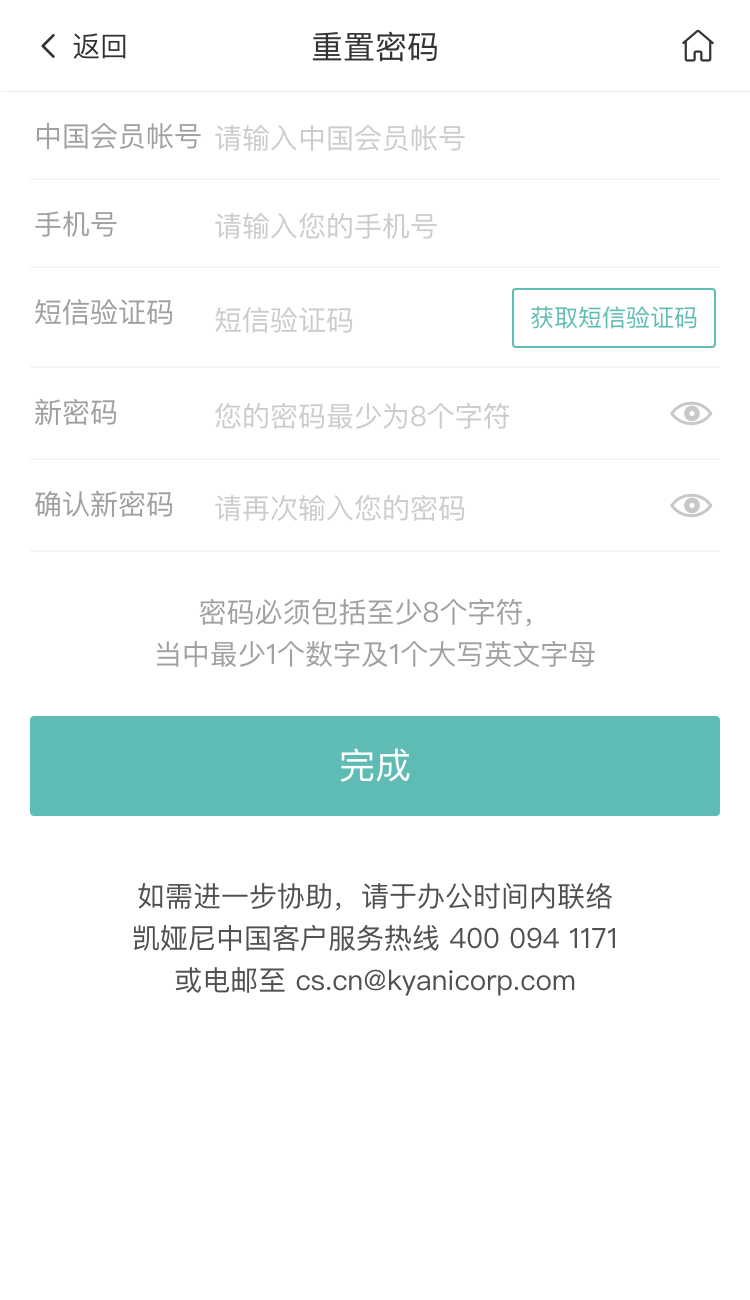 返回 重置密码
中国会员帐号 请输入中国会员帐号
手机号 请输入您的手机号
短信验证码 短信验证码 获取短信验证码
新密码 您的密码最少为8个字符
确认新密码 请再次输入您的密码
密码必须包括至少8个字符，
当中最少1个数字及1个大写英文字母
完成
如需进一步协助，请于办公时间内联络
凯娅尼中国客户服务热线 400 094 1171
或电邮至 cs.cn@kyanicorp.com